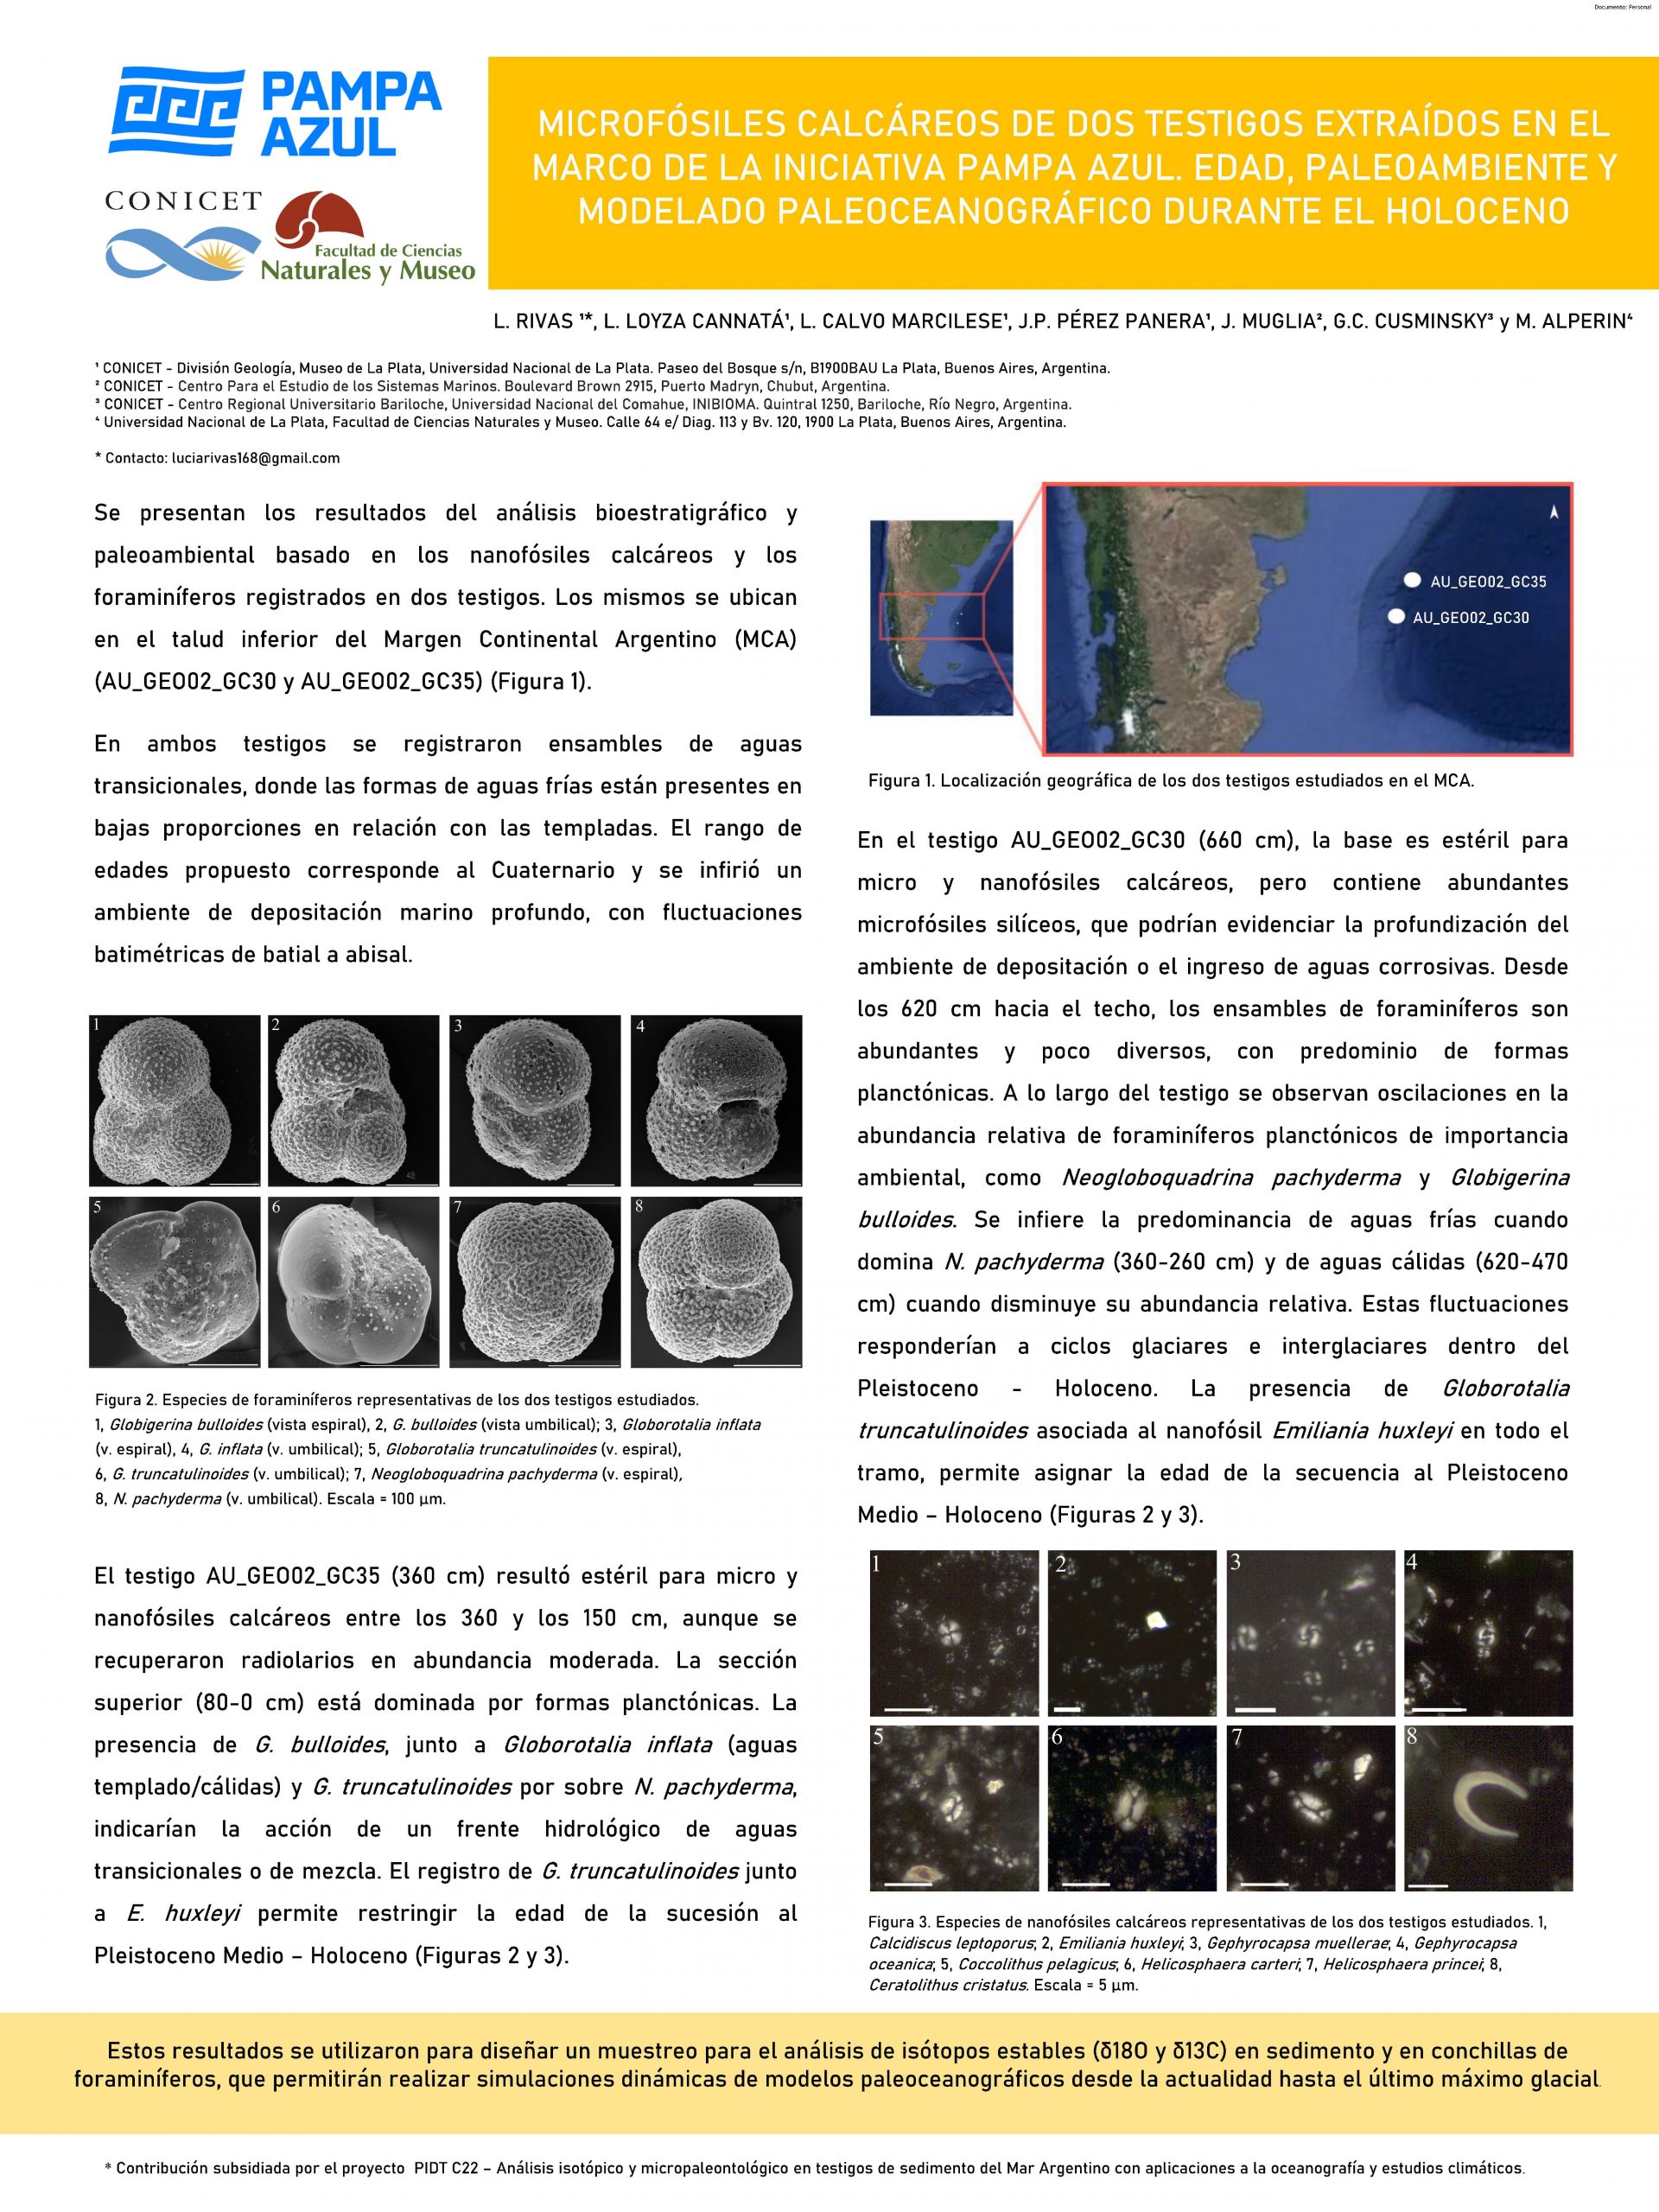 Documento: Personal
PAMPA
AZUL
CONICET
Facultad de Ciencias
Naturales y Museo
MICROFÓSILES CALCÁREOS DE DOS TESTIGOS EXTRAÍDOS EN EL
MARCO DE LA INICIATIVA PAMPA AZUL. EDAD, PALEOAMBIENTE Y
MODELADO PALEOCEANOGRÁFICO DURANTE EL HOLOCENO
L. RIVAS ¹*, L. LOYZA CANNATÁ¹, L. CALVO MARCILESE¹, J.P. PÉREZ PANERA¹, J. MUGLIA², G.C. CUSMINSKY³ y M. ALPERIN⁴
¹ CONICET - División Geología, Museo de La Plata, Universidad Nacional de La Plata. Paseo del Bosque s/n, B1900BAU La Plata, Buenos Aires, Argentina.
² CONICET - Centro Para el Estudio de los Sistemas Marinos. Boulevard Brown 2915, Puerto Madryn, Chubut, Argentina.
³ CONICET - Centro Regional Universitario Bariloche, Universidad Nacional del Comahue, INIBIOMA. Quintral 1250, Bariloche, Río Negro, Argentina.
⁴ Universidad Nacional de La Plata, Facultad de Ciencias Naturales y Museo. Calle 64 e/ Diag. 113 y Bv. 120, 1900 La Plata, Buenos Aires, Argentina.
* Contacto: luciarivas168@gmail.com
Se presentan los resultados del análisis bioestratigráfico y
paleoambiental basado en los nanofósiles calcáreos y los
foraminíferos registrados en dos testigos. Los mismos se ubican
en el talud inferior del Margen Continental Argentino (MCA)
(AU_GEO02_GC30 y AU_GEO02_GC35) (Figura 1).
En ambos testigos se registraron ensambles de aguas
transicionales, donde las formas de aguas frías están presentes en
bajas proporciones en relación con las templadas. El rango de
edades propuesto corresponde al Cuaternario y se infirió un
ambiente de depositación marino profundo, con fluctuaciones
batimétricas de batial a abisal.
1
2
3
4
5
6
7
8
Figura 2. Especies de foraminíferos representativas de los dos testigos estudiados.
1, Globigerina bulloides (vista espiral), 2, G. bulloides (vista umbilical); 3, Globorotalia inflata
(v. espiral), 4, G. inflata (v. umbilical); 5, Globorotalia truncatulinoides (v. espiral),
6, G. truncatulinoides (v. umbilical); 7, Neogloboquadrina pachyderma (v. espiral),
8, N. pachyderma (v. umbilical). Escala = 100 µm.
El testigo AU_GEO02_GC35 (360 cm) resultó estéril para micro y
nanofósiles calcáreos entre los 360 y los 150 cm, aunque se
recuperaron radiolarios en abundancia moderada. La sección
superior (80-0 cm) está dominada por formas planctónicas. La
presencia de G. bulloides, junto a Globorotalia inflata (aguas
templado/cálidas) y G. truncatulinoides por sobre N. pachyderma,
indicarían la acción de un frente hidrológico de aguas
transicionales o de mezcla. El registro de G. truncatulinoides junto
a E. huxleyi permite restringir la edad de la sucesión al
Pleistoceno Medio – Holoceno (Figuras 2 y 3).
AU_GEO02_GC35
AU_GEO02_GC30
Figura 1. Localización geográfica de los dos testigos estudiados en el MCA.
En el testigo AU_GEO02_GC30 (660 cm), la base es estéril para
micro y nanofósiles calcáreos, pero contiene abundantes
microfósiles silíceos, que podrían evidenciar la profundización del
ambiente de depositación o el ingreso de aguas corrosivas. Desde
los 620 cm hacia el techo, los ensambles de foraminíferos son
abundantes y poco diversos, con predominio de formas
planctónicas. A lo largo del testigo se observan oscilaciones en la
abundancia relativa de foraminíferos planctónicos de importancia
ambiental, como Neogloboquadrina pachyderma y Globigerina
bulloides. Se infiere la predominancia de aguas frías cuando
domina N. pachyderma (360-260 cm) y de aguas cálidas (620-470
cm) cuando disminuye su abundancia relativa. Estas fluctuaciones
responderían a ciclos glaciares e interglaciares dentro del
Pleistoceno - Holoceno. La presencia de Globorotalia
truncatulinoides asociada al nanofósil Emiliania huxleyi en todo el
tramo, permite asignar la edad de la secuencia al Pleistoceno
Medio – Holoceno (Figuras 2 y 3).
1
2
3
4
5
6
7
8
Figura 3. Especies de nanofósiles calcáreos representativas de los dos testigos estudiados. 1,
Calcidiscus leptoporus; 2, Emiliania huxleyi; 3, Gephyrocapsa muellerae; 4, Gephyrocapsa
oceanica; 5, Coccolithus pelagicus; 6, Helicosphaera carteri; 7, Helicosphaera princei; 8,
Ceratolithus cristatus. Escala = 5 µm.
Estos resultados se utilizaron para diseñar un muestreo para el análisis de isótopos estables (δ18O y δ13C) en sedimento y en conchillas de
foraminíferos, que permitirán realizar simulaciones dinámicas de modelos paleoceanográficos desde la actualidad hasta el último máximo glacial.
* Contribución subsidiada por el proyecto PIDT C22 – Análisis isotópico y micropaleontológico en testigos de sedimento del Mar Argentino con aplicaciones a la oceanografía y estudios climáticos.